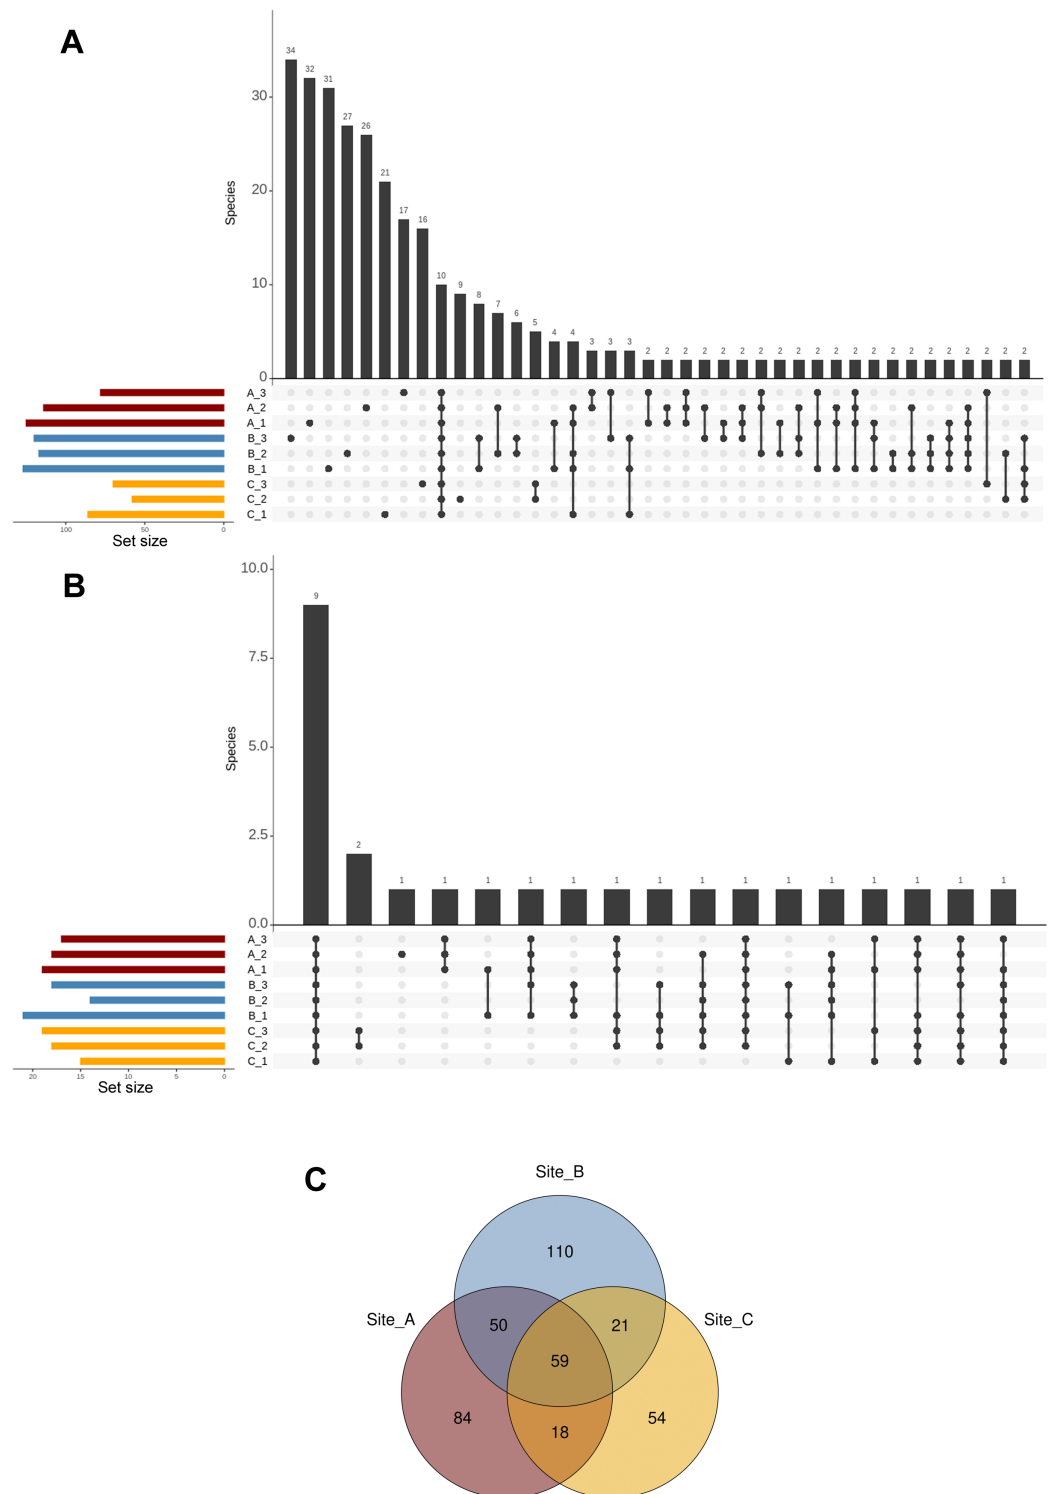 A
34 32 31 27 26 21 17 16 10 9 8 7 6 5 4 4 3 3 3 2 2 2 2 2 2 2 2 2 2 2 2 2 2 2 2 2 2 2 2 2
30
20
10
0
Species
A_3
A_2
A_1
B_3
B_2
B_1
C_3
C_2
C_1
100 50 0
Set size
B
10.0
7.5
5.0
2.5
0.0
Species
9 2 1 1 1 1 1 1 1 1 1 1 1 1 1 1 1
A_3
A_2
A_1
B_3
B_2
B_1
C_3
C_2
C_1
20 15 10 5 0
Set size
C
Site_B
110
Site_A
Site_C
50
21
59
84
54
18